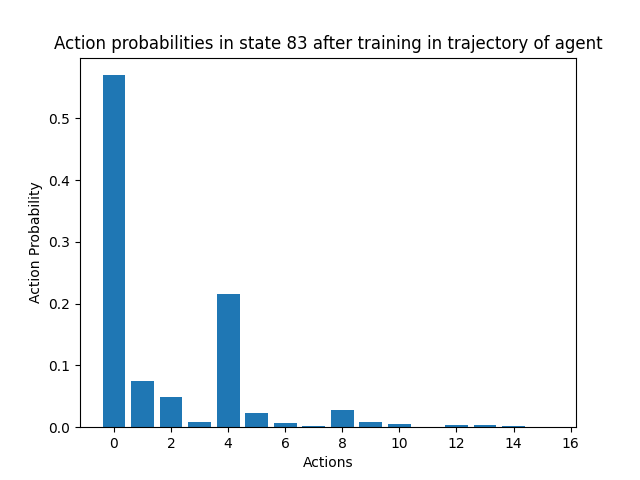 Action probabilities in state 83 after training in trajectory of agent
Action Probability
0.5
0.4
0.3
0.2
0.1
0.0
0 2 4 6 8 10 12 14 16
Actions